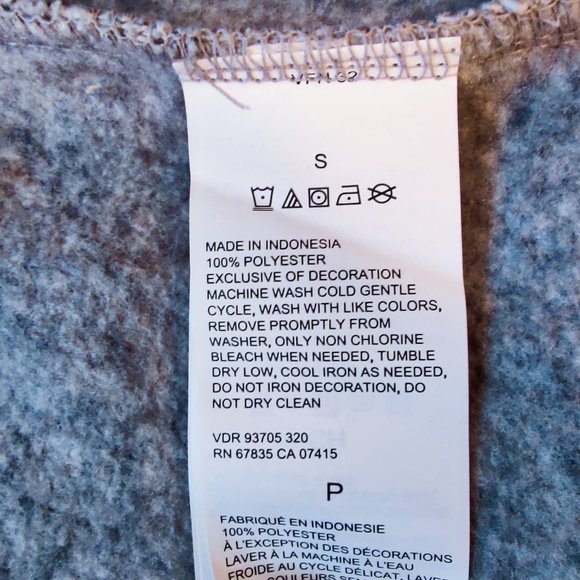 S
MADE IN INDONESIA
100% POLYESTER
EXCLUSIVE OF DECORATION
MACHINE WASH COLD GENTLE
CYCLE, WASH WITH LIKE COLORS,
REMOVE PROMPTLY FROM
WASHER, ONLY NON CHLORINE
BLEACH WHEN NEEDED, TUMBLE
DRY LOW, COOL IRON AS NEEDED,
DO NOT IRON DECORATION, DO
NOT DRY CLEAN
VDR 93705 320
RN 67835 CA 07415
P
FABRIQUÉ EN INDONESIE
100% POLYESTER
À L'EXCEPTION DES DÉCORATIONS
LAVER À LA MACHINE À L'EAU
FROIDE AU CYCLE DÉLICAT, LAVER
COULEURS